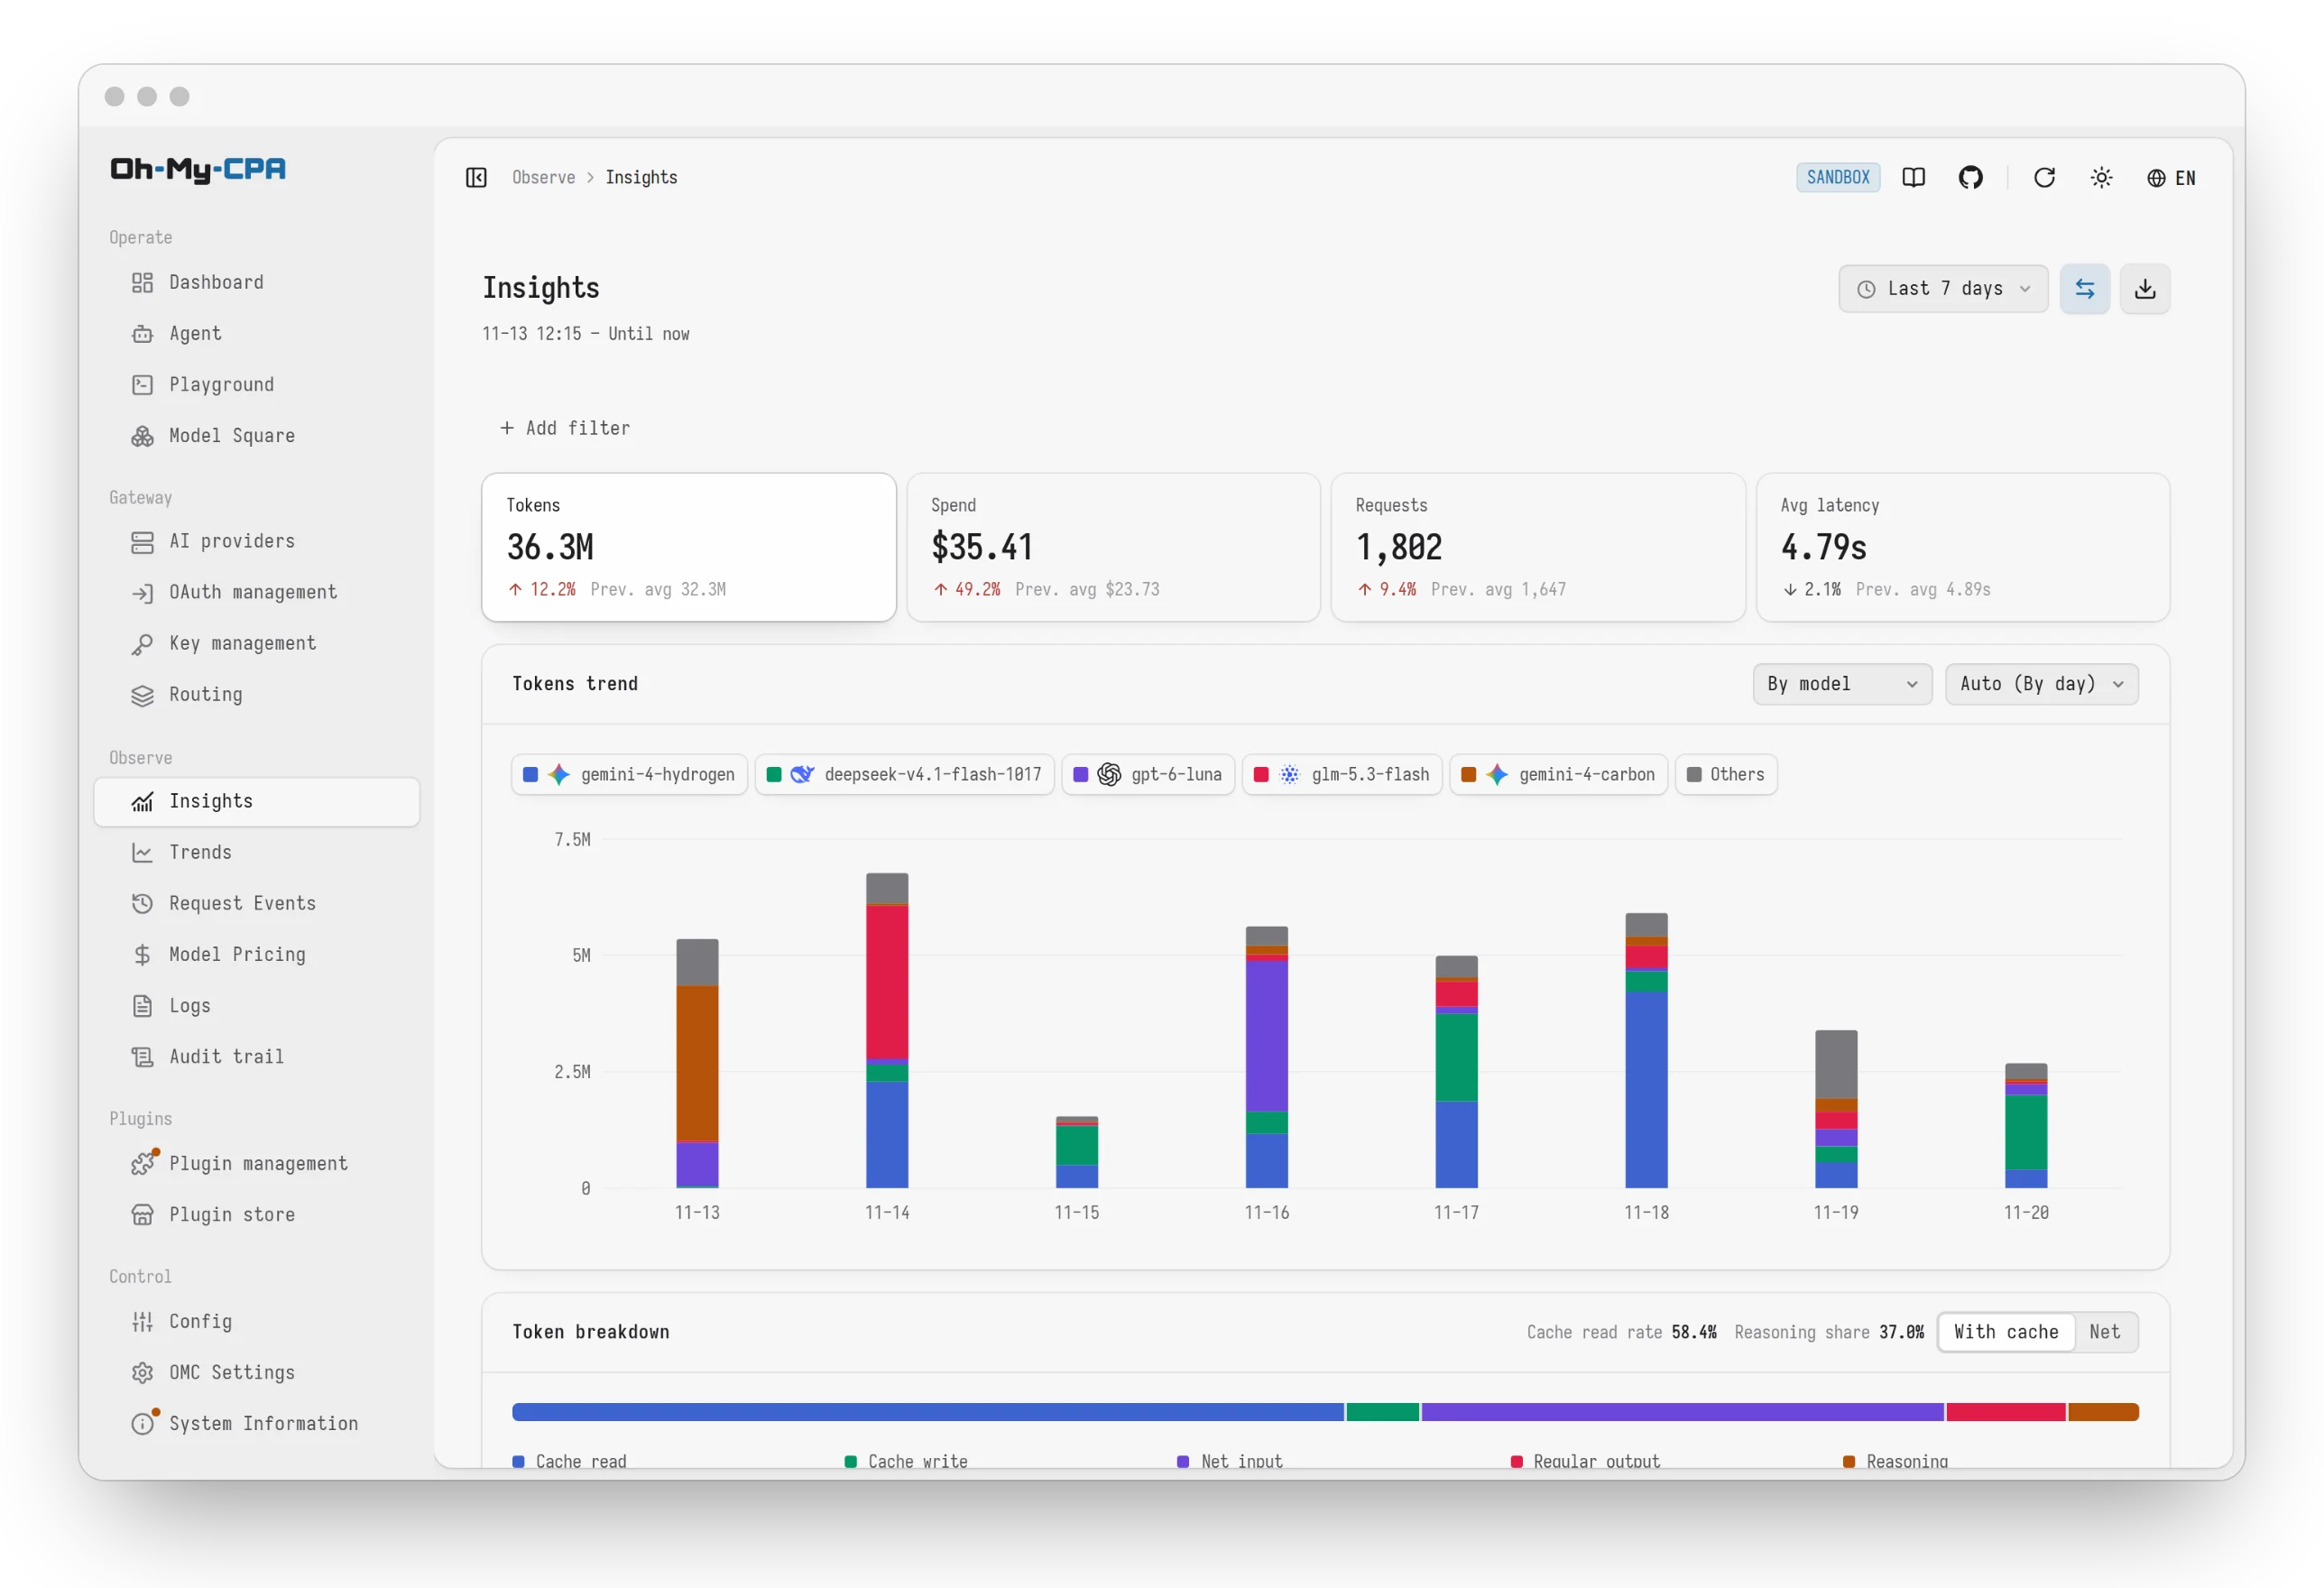 Oh-My-CPA
Operate
Dashboard
Agent
Playground
Model Square
Gateway
AI providers
OAuth management
Key management
Routing
Observe
Insights
Trends
Request Events
Model Pricing
Logs
Audit trail
Plugins
Plugin management
Plugin store
Control
Config
OMC Settings
System Information
Observe > Insights
SANDBOX
EN
Insights
Last 7 days
11-13 12:15 – Until now
+ Add filter
Tokens
36.3M
↑ 12.2% Prev. avg 32.3M
Spend
$35.41
↑ 49.2% Prev. avg $23.73
Requests
1,802
↑ 9.4% Prev. avg 1,647
Avg latency
4.79s
↓ 2.1% Prev. avg 4.89s
Tokens trend
By model
Auto (By day)
gemini-4-hydrogen
deepseek-v4.1-flash-1017
gpt-6-luna
glm-5.3-flash
gemini-4-carbon
Others
7.5M
5M
2.5M
0
11-13
11-14
11-15
11-16
11-17
11-18
11-19
11-20
Token breakdown
Cache read rate 58.4%
Reasoning share 37.0%
With cache
Net
Cache read
Cache write
Net input
Regular output
Reasoning